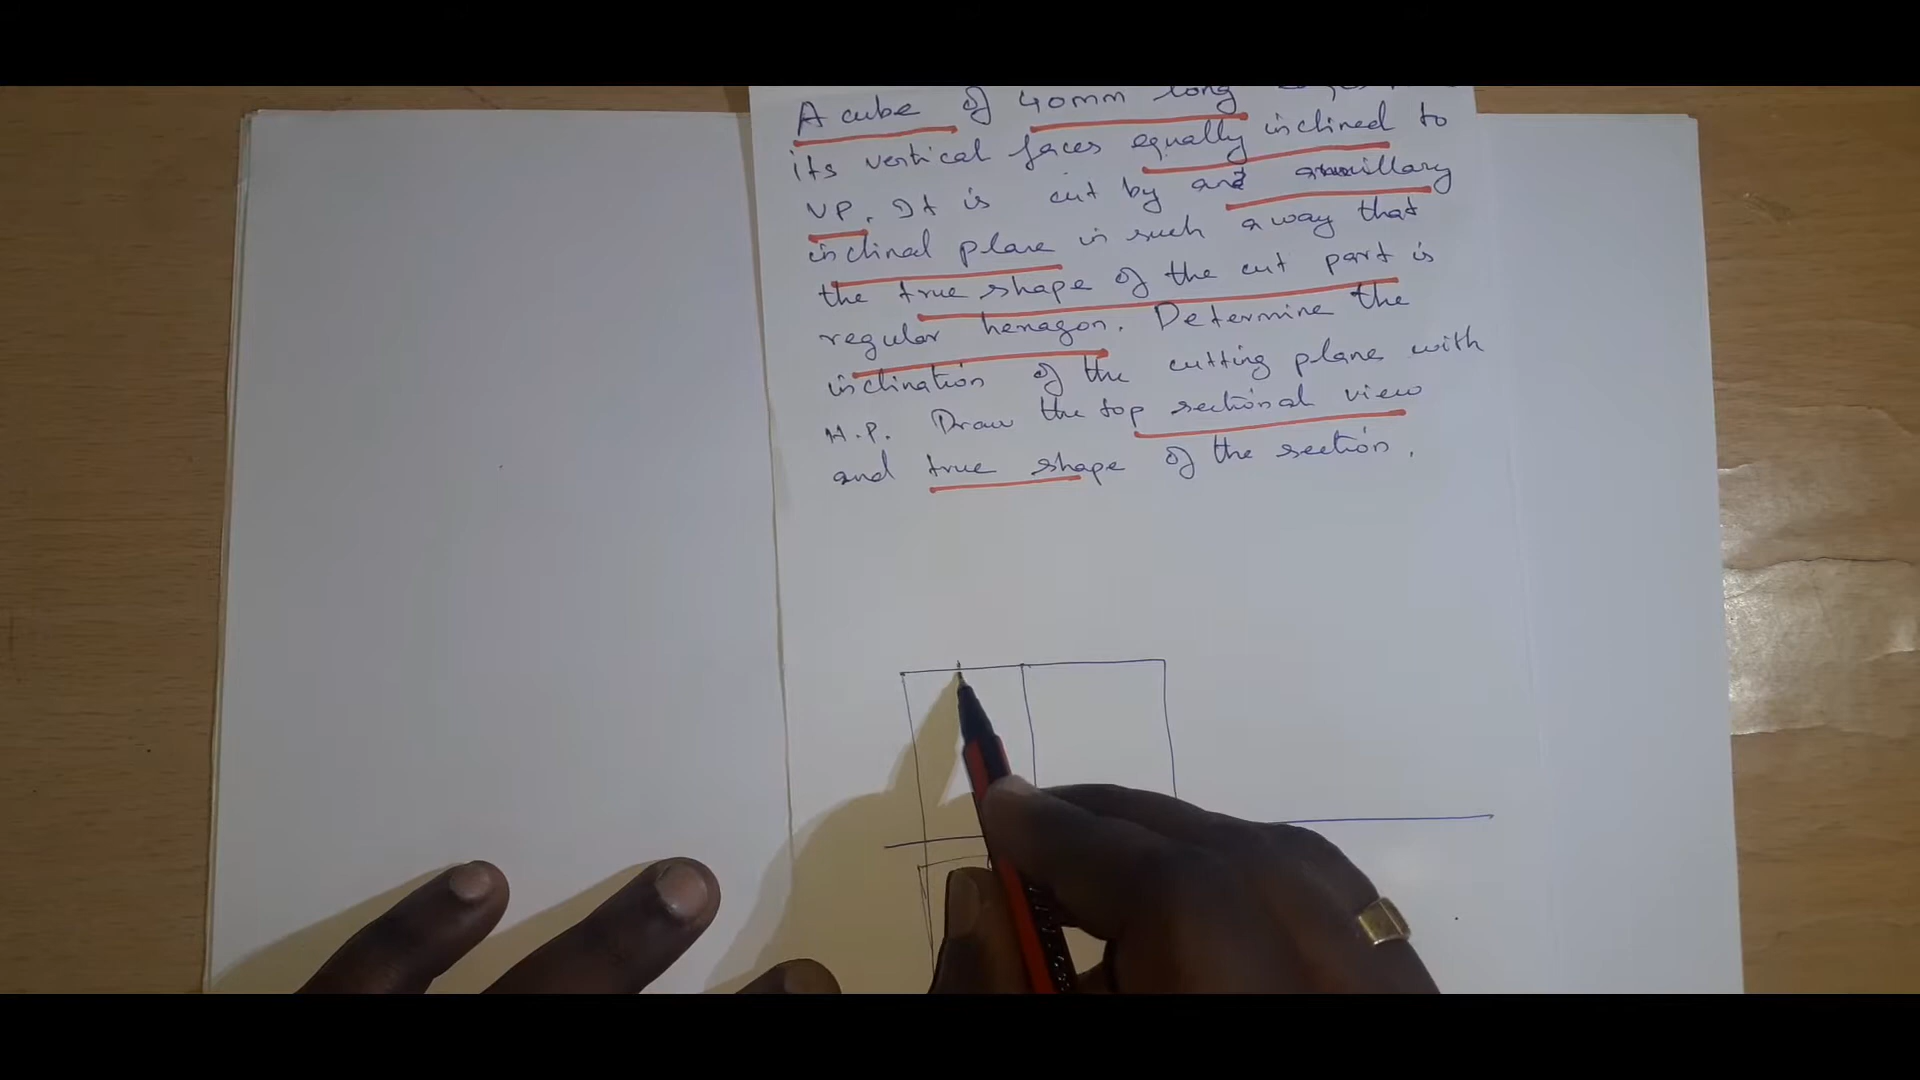 A cube of 40mm long
its vertical faces equally inclined to
VP. It is cut by an auxillary
inclinal plane in such a way that
the true shape of the cut part is
regular hexagon. Determine the
inclination of the cutting plane with
H.P. Draw the top sectional view
and true shape of the section.